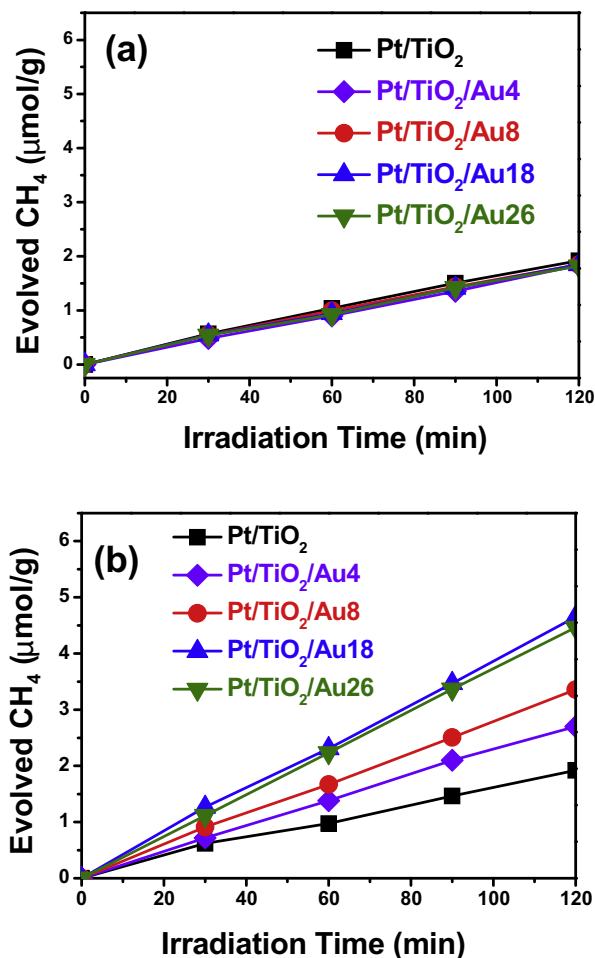 (a)
Pt/TiO₂
Pt/TiO₂/Au4
Pt/TiO₂/Au8
Pt/TiO₂/Au18
Pt/TiO₂/Au26
Evolved CH₄ (μmol/g)
6
5
4
3
2
1
0
0 20 40 60 80 100 120
Irradiation Time (min)
(b)
Pt/TiO₂
Pt/TiO₂/Au4
Pt/TiO₂/Au8
Pt/TiO₂/Au18
Pt/TiO₂/Au26
Evolved CH₄ (μmol/g)
6
5
4
3
2
1
0
0 20 40 60 80 100 120
Irradiation Time (min)